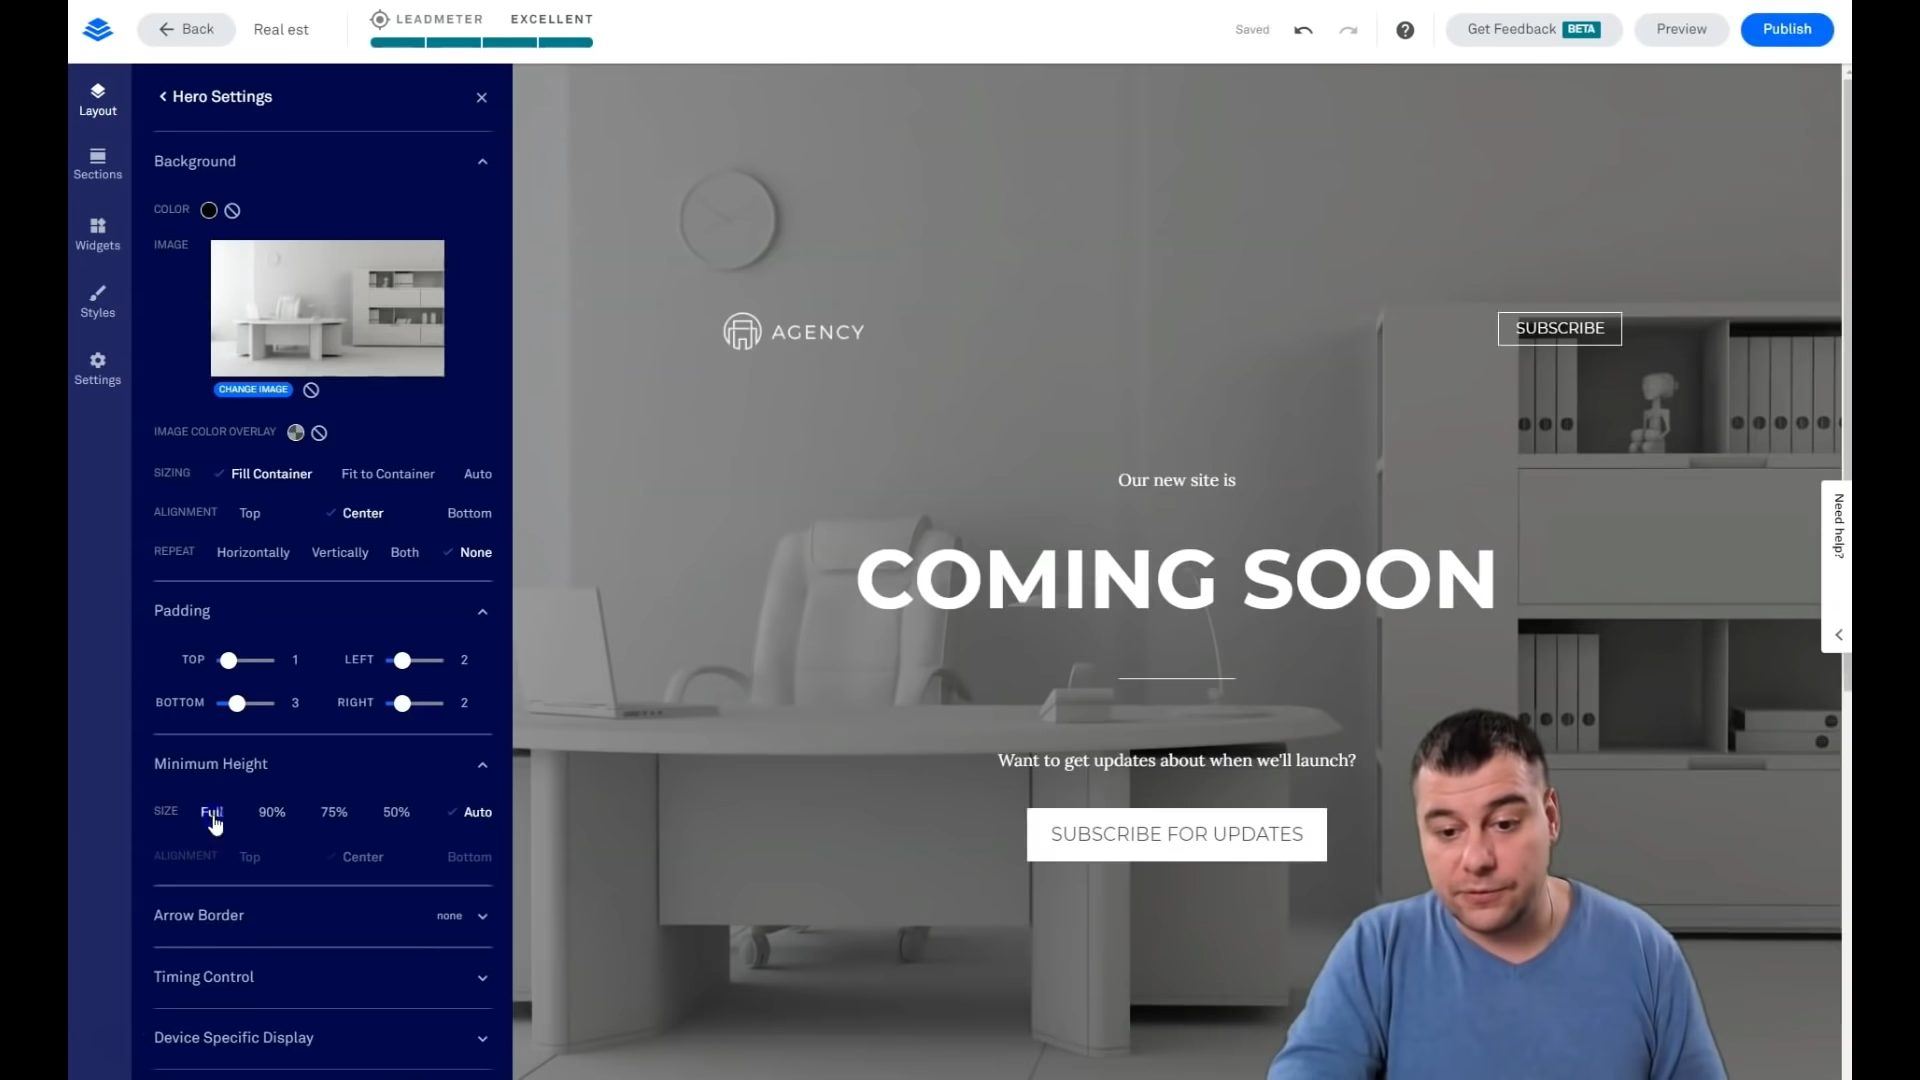 Back
Real est
LEADMETER EXCELLENT
Saved
?
Get Feedback BETA
Preview
Publish
Layout
Sections
Widgets
Styles
Settings
Hero Settings
Background
COLOR
IMAGE
CHANGE IMAGE
IMAGE COLOR OVERLAY
SIZING Fill Container Fit to Container Auto
ALIGNMENT Top Center Bottom
REPEAT Horizontally Vertically Both None
Padding
TOP 1 LEFT 2
BOTTOM 3 RIGHT 2
Minimum Height
SIZE Full 90% 75% 50% Auto
ALIGNMENT Top Center Bottom
Arrow Border none
Timing Control
Device Specific Display
AGENCY
SUBSCRIBE
Our new site is
COMING SOON
Want to get updates about when we'll launch?
SUBSCRIBE FOR UPDATES
Need help?